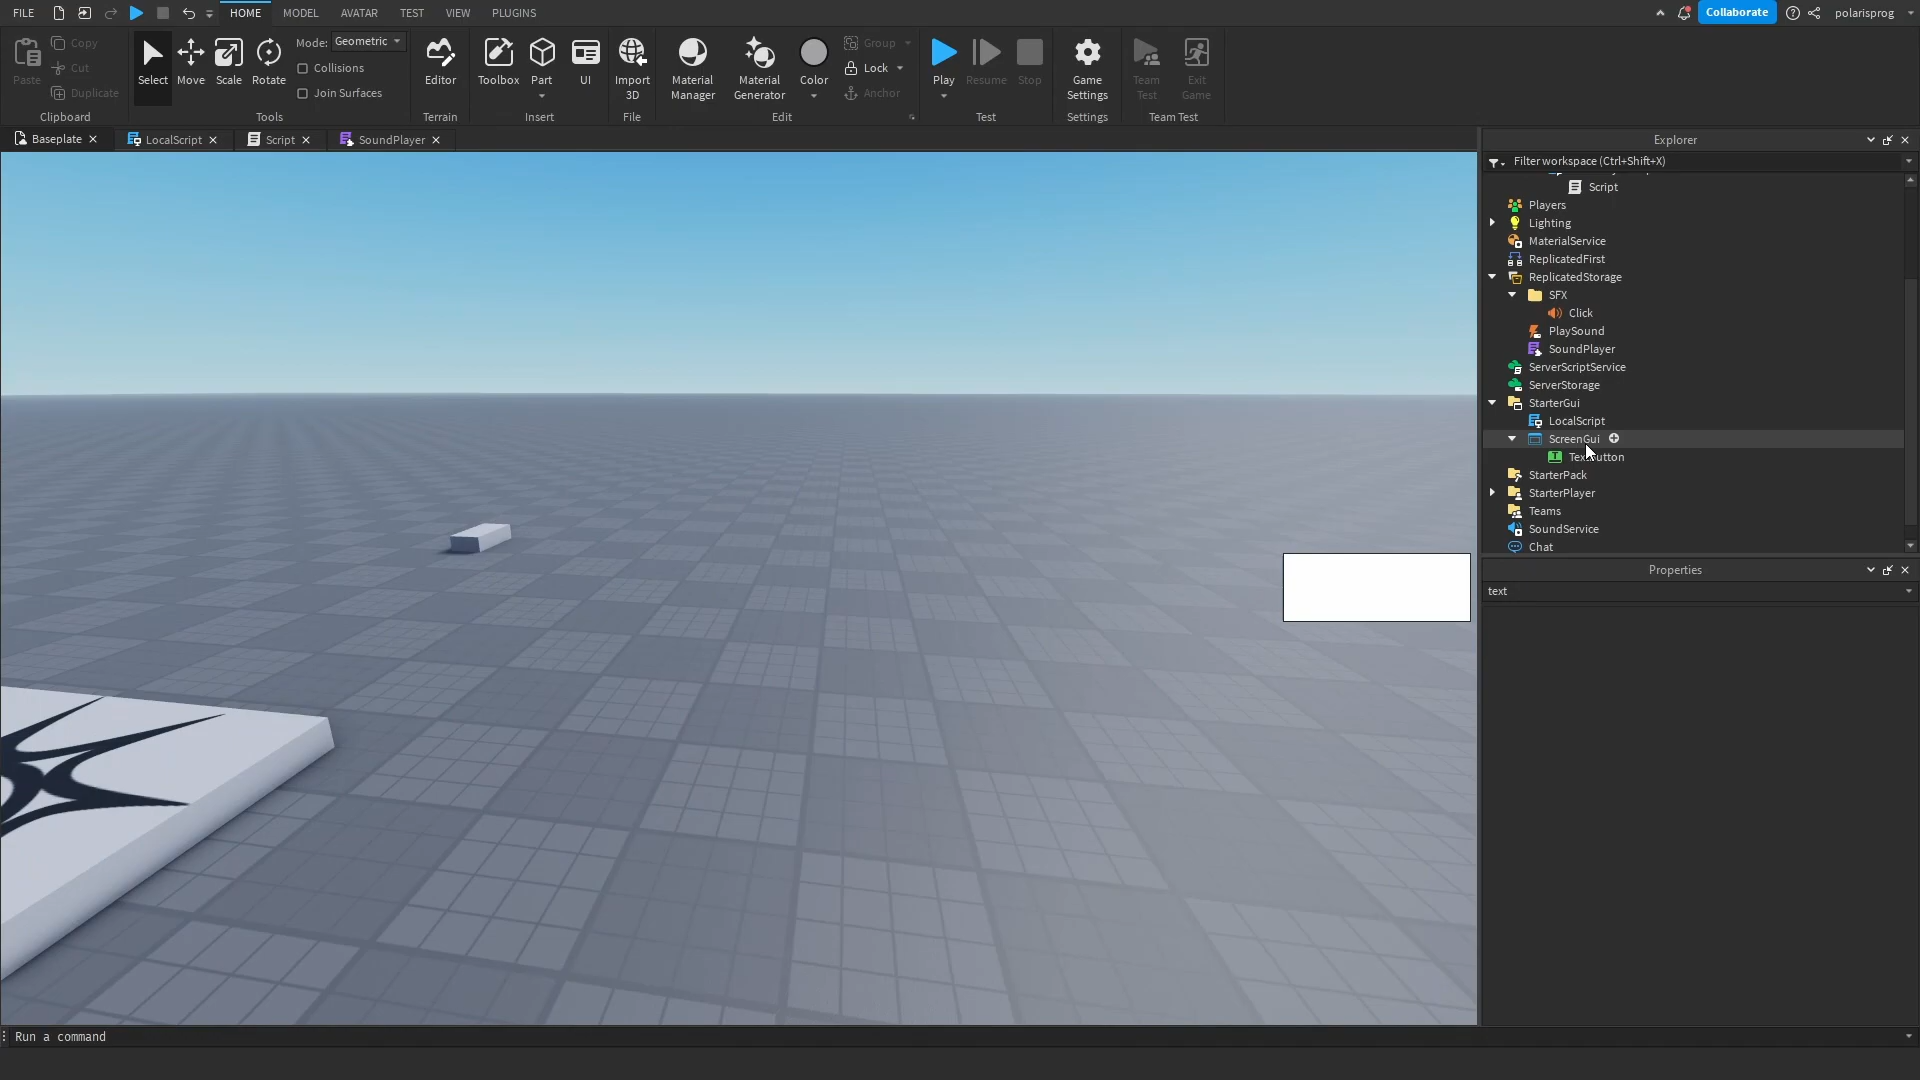 FILE HOME MODEL AVATAR TEST VIEW PLUGINS Collaborate polarisprog
Paste Copy Cut Duplicate
Clipboard
Select Move Scale Rotate
Mode: Geometric
Collisions
Join Surfaces
Tools
Editor
Terrain
Toolbox Part UI
Insert
Import 3D
File
Material Manager
Material Generator
Color
Group
Lock
Anchor
Edit
Play Resume Stop
Test
Game Settings
Settings
Team Test
Exit Game
Team Test
Baseplate LocalScript Script SoundPlayer
Explorer
Filter workspace (Ctrl+Shift+X)
Script
Players
Lighting
MaterialService
ReplicatedFirst
ReplicatedStorage
SFX
Click
PlaySound
SoundPlayer
ServerScriptService
ServerStorage
StarterGui
LocalScript
ScreenGui
TextButton
StarterPack
StarterPlayer
Teams
SoundService
Chat
Properties
text
Run a command